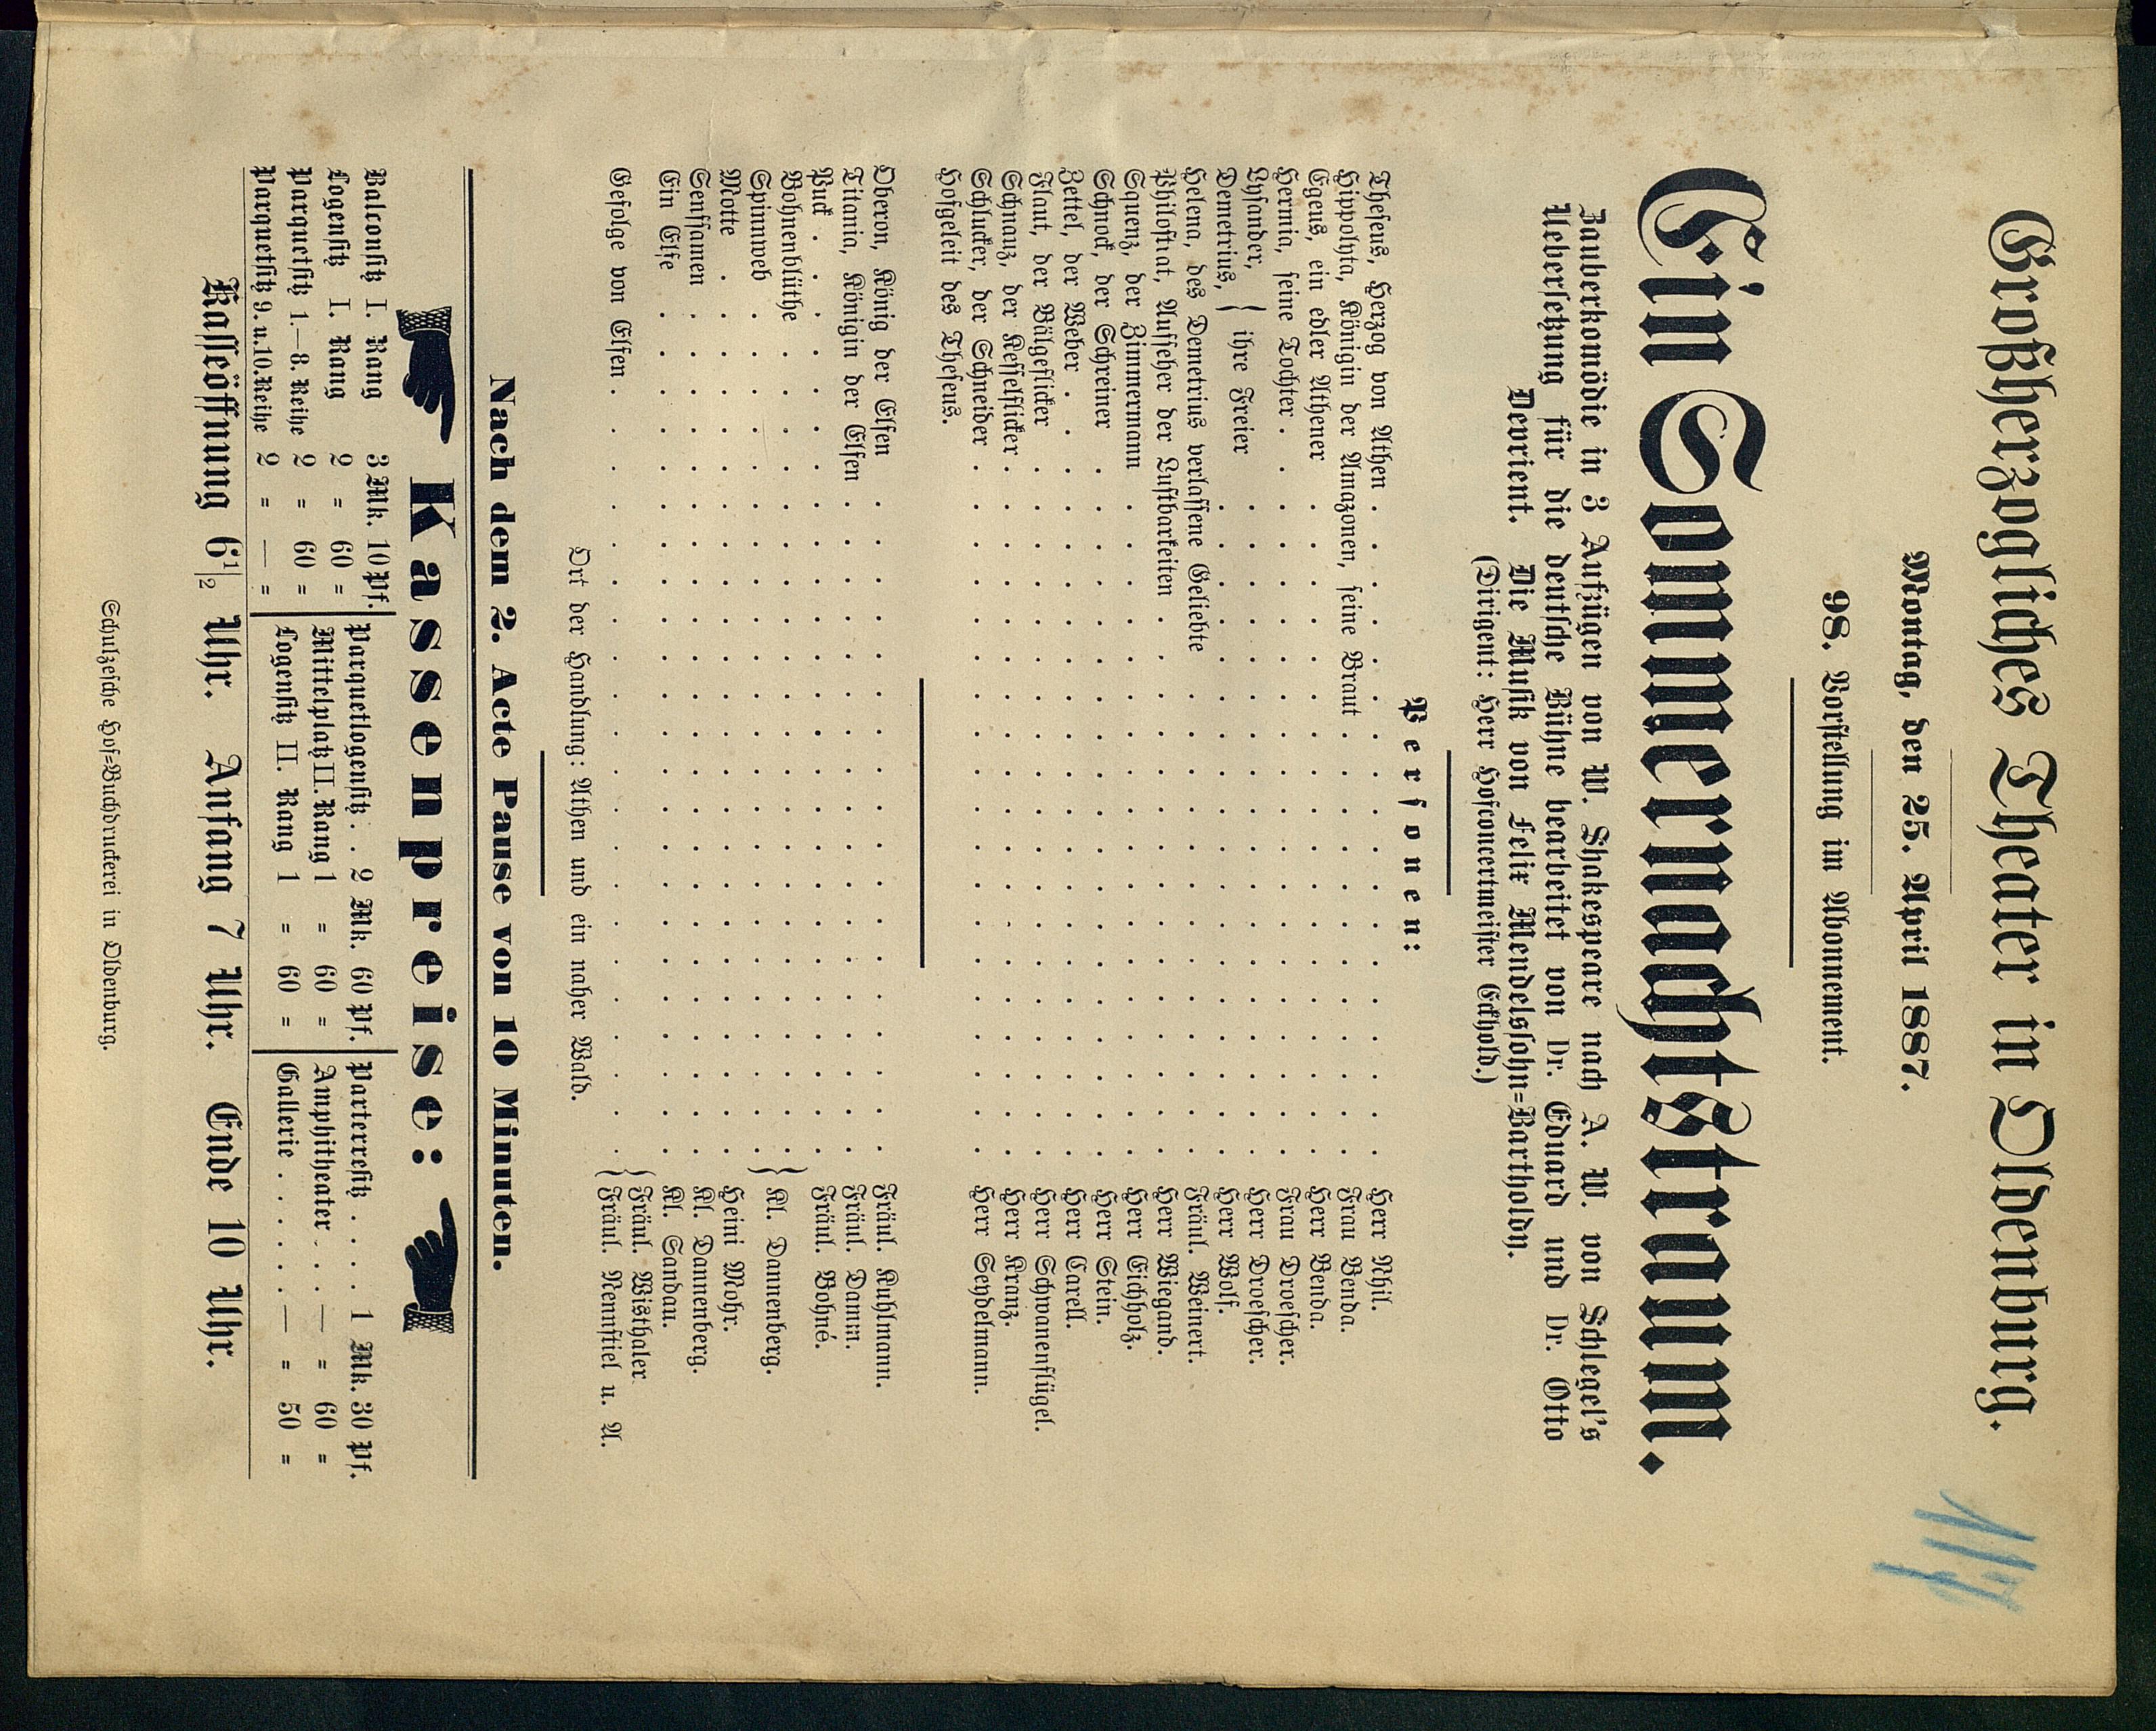 Großherzogliches Theater in Oldenburg.
Montag, den 25. April 1887.
98. Vorstellung im Abonnement.
Ein Sommernachtstraum.
Zauberkomödie in 3 Aufzügen von W. Shakespeare nach A. W. von Schlegel's
Uebersetzung für die deutsche Bühne bearbeitet von Dr. Eduard und Dr. Otto
Devrient. Die Musik von Felix Mendelssohn=Bartholdy.
(Dirigent: Herr Hofconcertmeister Eckhold.)
Personen:
Theseus, Herzog von Athen . . . Herr Nhil.
Hippolyta, Königin der Amazonen, seine Braut . . . Frau Benda.
Egeus, ein edler Athener . . . Herr Benda.
Hermia, seine Tochter . . . Frau Droescher.
Lysander, } ihre Freier . . . Herr Droescher.
Demetrius, } . . . Herr Wolf.
Helena, des Demetrius verlassene Geliebte . . . Fräul. Weinert.
Philostrat, Aufseher der Lustbarkeiten . . . Herr Wiegand.
Squenz, der Zimmermann . . . Herr Eichholz.
Schnock, der Schreiner . . . Herr Stein.
Zettel, der Weber . . . Herr Carell.
Flaut, der Bälgeflicker . . . Herr Schwanenflügel.
Schnauz, der Kesselflicker . . . Herr Kranz.
Schlucker, der Schneider . . . Herr Seydelmann.
Hofgeleit des Theseus.
Oberon, König der Elfen . . . Fräul. Kuhlmann.
Titania, Königin der Elfen . . . Fräul. Damm.
Puck . . . Fräul. Bohné.
Bohnenblüthe . . . } Kl. Dannenberg.
Spinnweb . . . }
Motte . . . Heini Mohr.
Senfsamen . . . Kl. Dannenberg.
Ein Elfe . . . Kl. Sandau.
Gefolge von Elfen . . . { Fräul. Wisthaler
{ Fräul. Rennstiel u. A.
Ort der Handlung: Athen und ein naher Wald.
Nach dem 2. Acte Pause von 10 Minuten.
Kassenpreise:
Balconsitz I. Rang 3 Mk. 10 Pf.
Logensitz I. Rang 2 = 60 =
Parquetsitz 1.—8. Reihe 2 = 60 =
Parquetsitz 9. u. 10. Reihe 2 = — =
Parquetlogensitz . . 2 Mk. 60 Pf.
Mittelplatz II. Rang 1 = 60 =
Logensitz II. Rang 1 = 60 =
Parterresitz . . . . 1 Mk. 30 Pf.
Amphitheater . . . — = 60 =
Gallerie . . . . . — = 50 =
Kasseöffnung 6 1/2 Uhr. Anfang 7 Uhr. Ende 10 Uhr.
Schulzesche Hof=Buchdruckerei in Oldenburg.